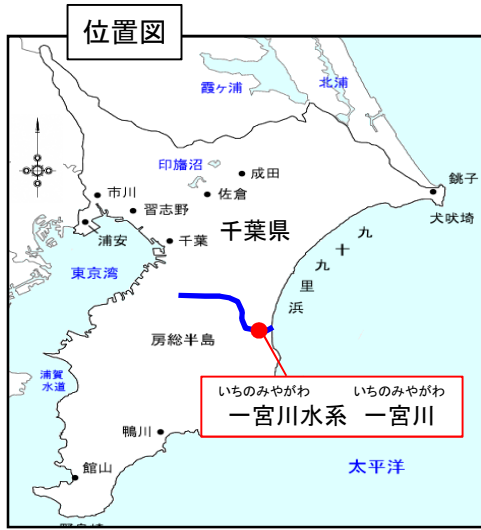 位置図
霞ヶ浦
北浦
印旛沼
成田
佐倉
銚子
犬吠埼
市川
習志野
浦安
千葉
千葉県
九十九里浜
東京湾
房総半島
浦賀
水道
いちのみやがわ いちのみやがわ
一宮川水系 一宮川
鴨川
館山
太平洋